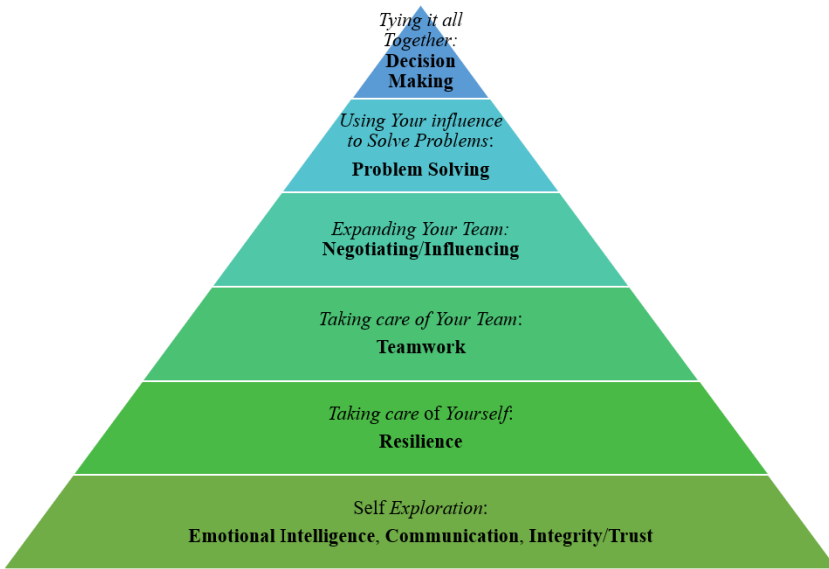 Tying it all
Together:
Decision
Making
Using Your influence
to Solve Problems:
Problem Solving
Expanding Your Team:
Negotiating/Influencing
Taking care of Your Team:
Teamwork
Taking care of Yourself:
Resilience
Self Exploration:
Emotional Intelligence, Communication, Integrity/Trust